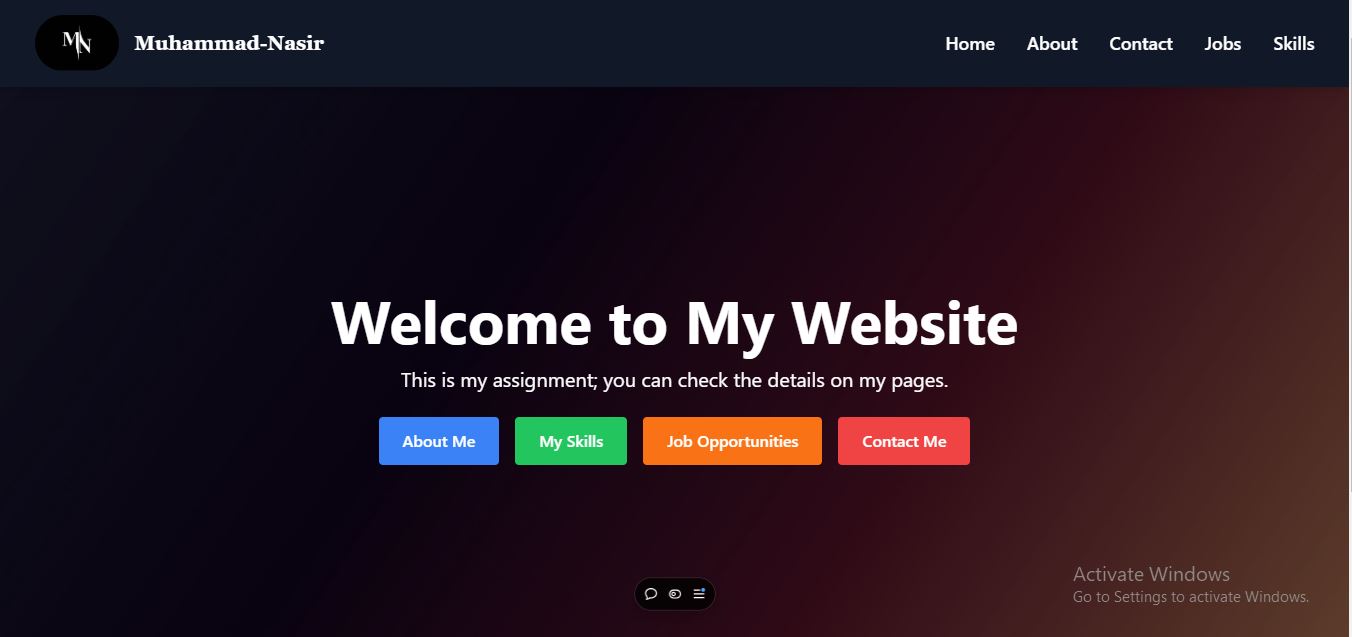 MN
Muhammad-Nasir
Home About Contact Jobs Skills
Welcome to My Website
This is my assignment; you can check the details on my pages.
About Me My Skills Job Opportunities Contact Me
Activate Windows
Go to Settings to activate Windows.